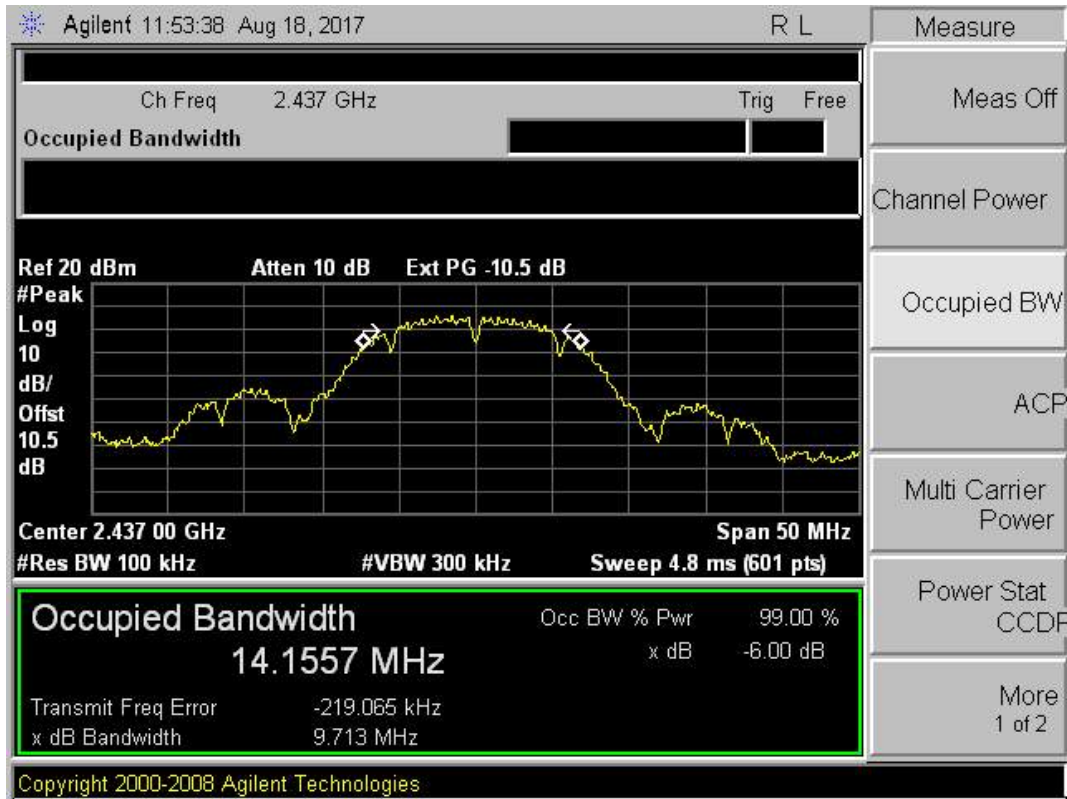 Agilent 11:53:38 Aug 18, 2017 R L
Measure
Ch Freq 2.437 GHz Trig Free
Occupied Bandwidth
Meas Off
Channel Power
Occupied BW
ACP
Multi Carrier
Power
Power Stat
CCDF
More
1 of 2
Ref 20 dBm Atten 10 dB Ext PG -10.5 dB
#Peak
Log
10
dB/
Offst
10.5
dB
Center 2.437 00 GHz Span 50 MHz
#Res BW 100 kHz #VBW 300 kHz Sweep 4.8 ms (601 pts)
Occupied Bandwidth
14.1557 MHz
Occ BW % Pwr 99.00 %
x dB -6.00 dB
Transmit Freq Error -219.065 kHz
x dB Bandwidth 9.713 MHz
Copyright 2000-2008 Agilent Technologies